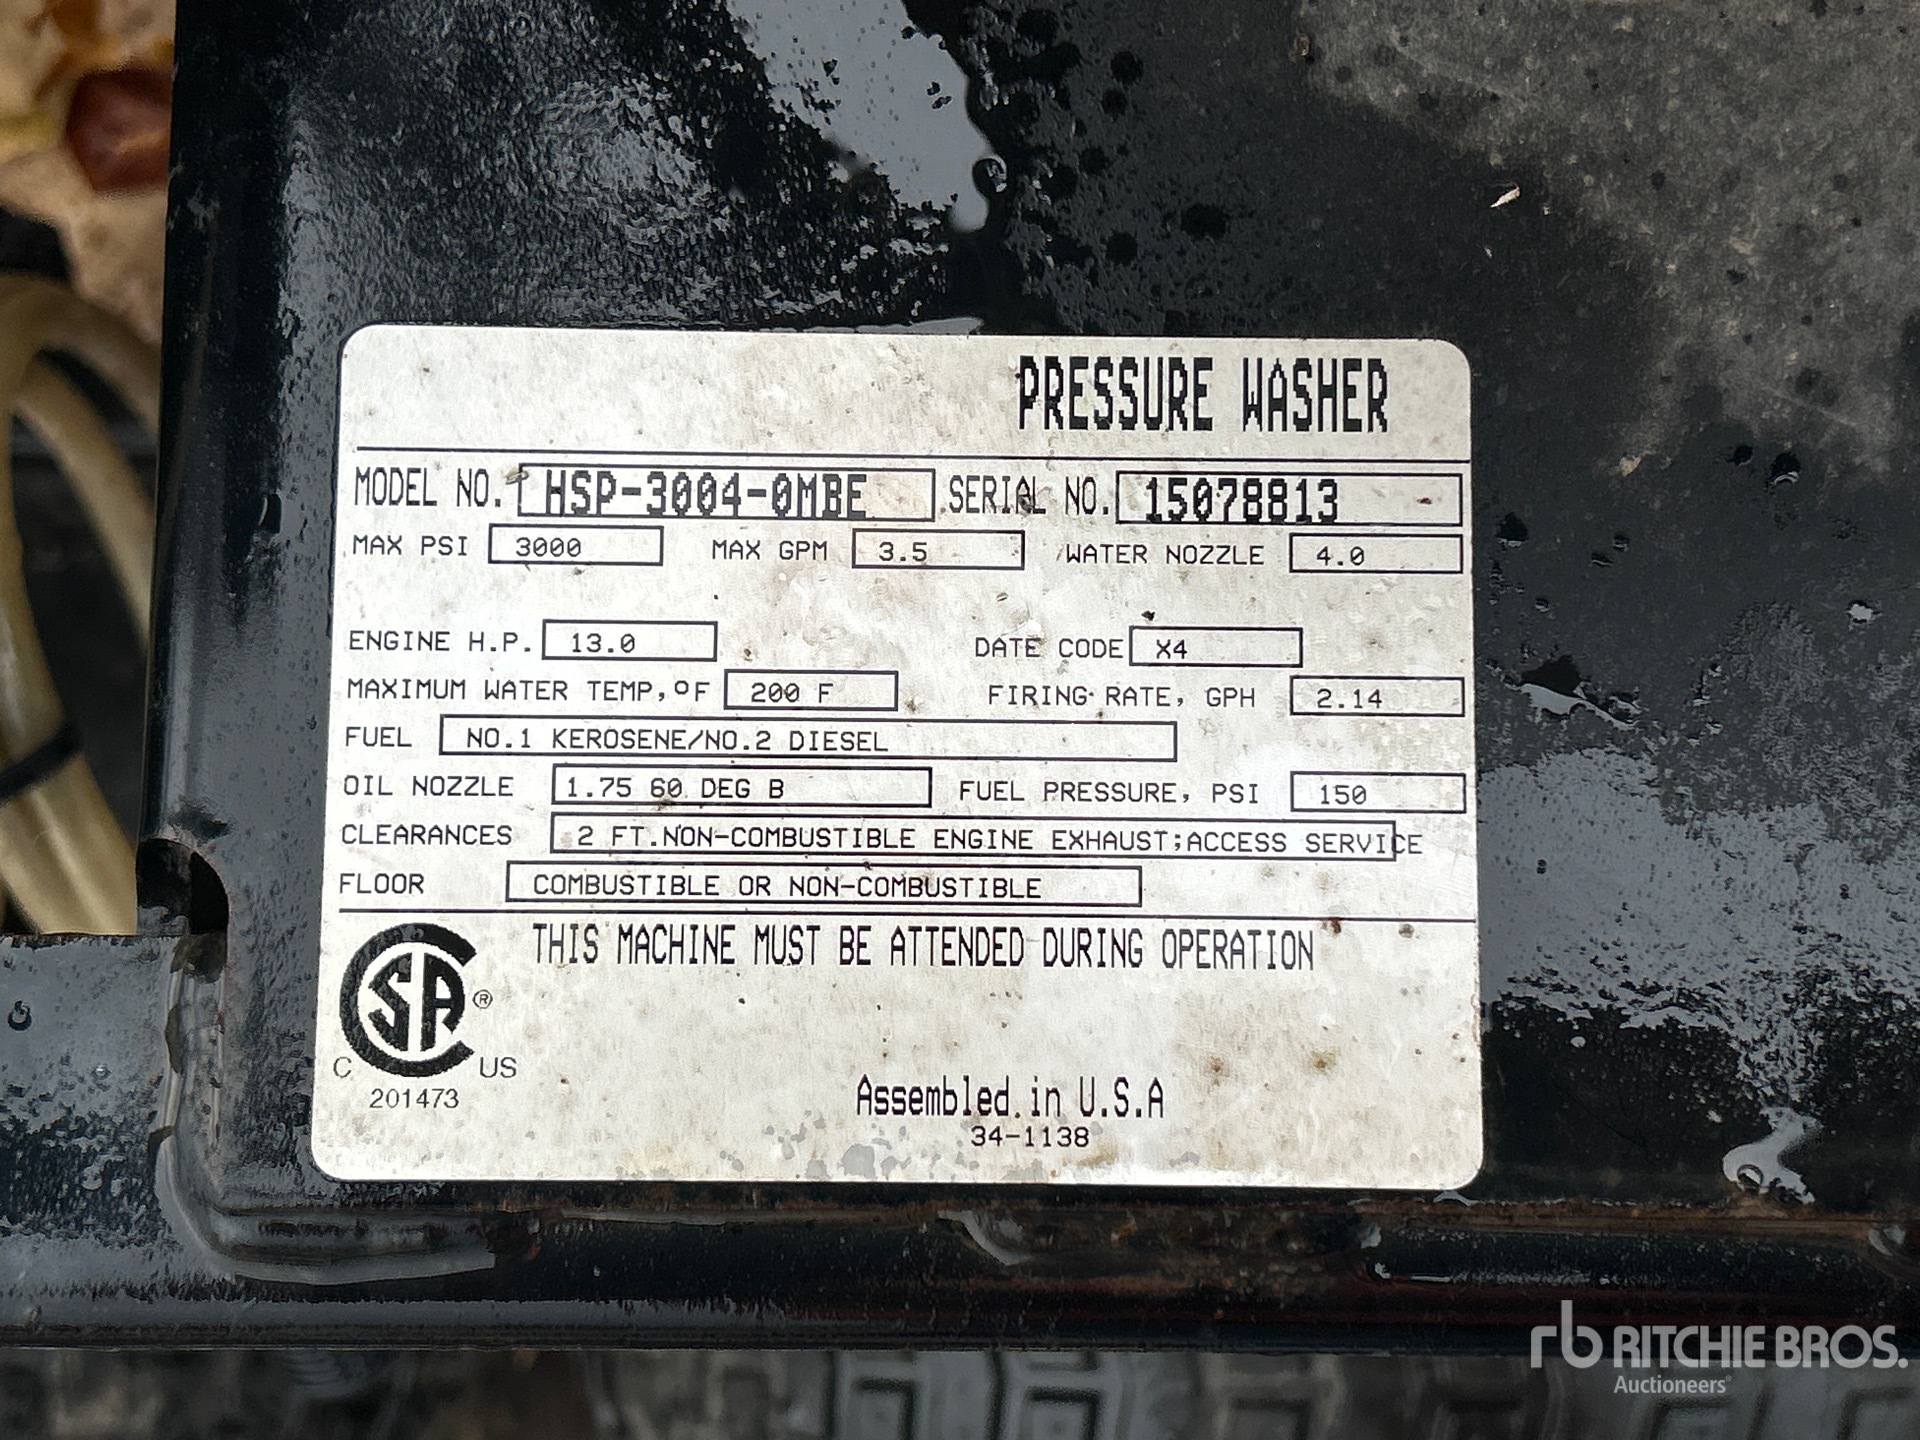 PRESSURE WASHER
MODEL NO. HSP-3004-0MBE SERIAL NO. 15078813
MAX PSI 3000 MAX GPM 3.5 WATER NOZZLE 4.0
ENGINE H.P. 13.0 DATE CODE X4
MAXIMUM WATER TEMP,°F 200 F FIRING RATE, GPH 2.14
FUEL NO.1 KEROSENE/NO.2 DIESEL
OIL NOZZLE 1.75 60 DEG B FUEL PRESSURE, PSI 150
CLEARANCES 2 FT.NON-COMBUSTIBLE ENGINE EXHAUST;ACCESS SERVICE
FLOOR COMBUSTIBLE OR NON-COMBUSTIBLE
THIS MACHINE MUST BE ATTENDED DURING OPERATION
CSA®
C US
201473
Assembled in U.S.A
34-1138
rb RITCHIE BROS.
Auctioneers